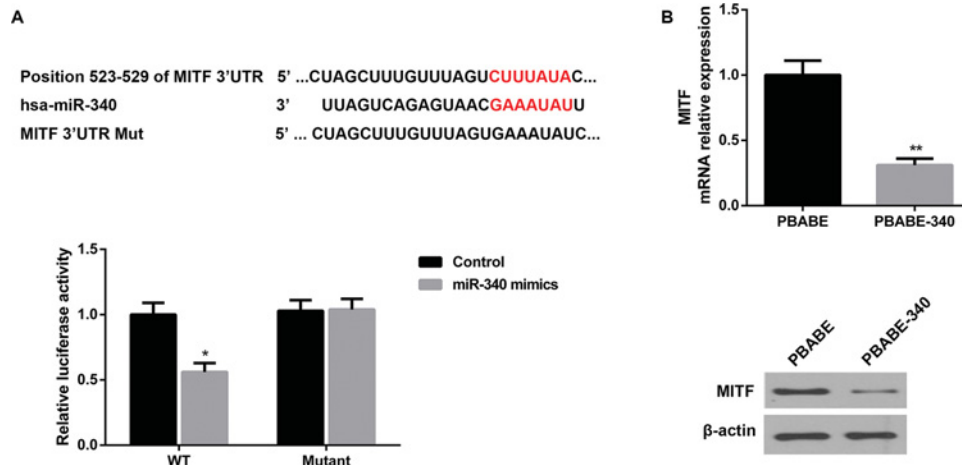 A
Position 523-529 of MITF 3'UTR 5' ...CUAGCUUUGUUUAGUCUUUAUAC...
hsa-miR-340 3' UUAGUCAGAGUAACGAAAUAUU
MITF 3'UTR Mut 5' ... CUAGCUUUGUUUAGUGAAAUAUC...
Relative luciferase activity
1.5
1.0
0.5
0.0
*
WT
Mutant
Control
miR-340 mimics
B
MITF
mRNA relative expression
1.5
1.0
0.5
0.0
**
PBABE
PBABE-340
PBABE
PBABE-340
MITF
β-actin